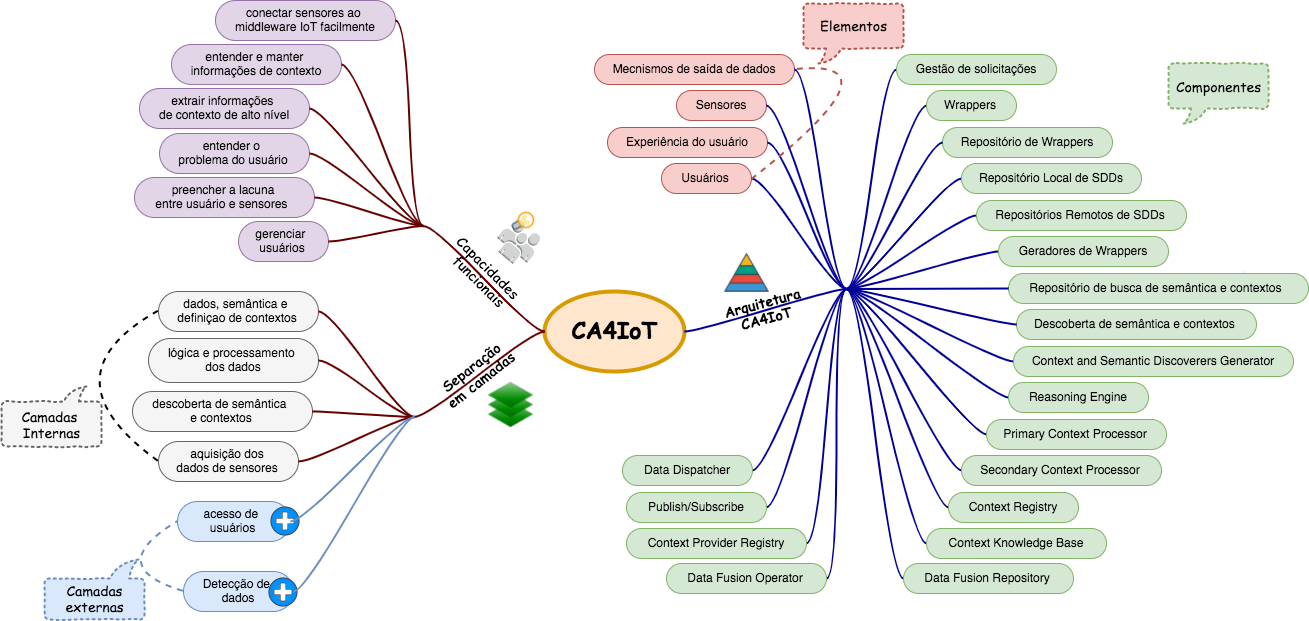 conectar sensores ao
middleware IoT facilmente
entender e manter
informações de contexto
extrair informações
de contexto de alto nível
entender o
problema do usuário
preencher a lacuna
entre usuário e sensores
gerenciar
usuários
Capacidades
funcionais
dados, semântica e
definiçao de contextos
lógica e processamento
dos dados
descoberta de semântica
e contextos
aquisição dos
dados de sensores
Camadas
Internas
acesso de
usuários
Detecção de
dados
Camadas
externas
Separação
em camadas
CA4IoT
Arquitetura
CA4IoT
Elementos
Mecnismos de saída de dados
Sensores
Experiência do usuário
Usuários
Componentes
Gestão de solicitações
Wrappers
Repositório de Wrappers
Repositório Local de SDDs
Repositórios Remotos de SDDs
Geradores de Wrappers
Repositório de busca de semântica e contextos
Descoberta de semântica e contextos
Context and Semantic Discoverers Generator
Reasoning Engine
Primary Context Processor
Secondary Context Processor
Context Registry
Context Knowledge Base
Data Fusion Repository
Data Dispatcher
Publish/Subscribe
Context Provider Registry
Data Fusion Operator